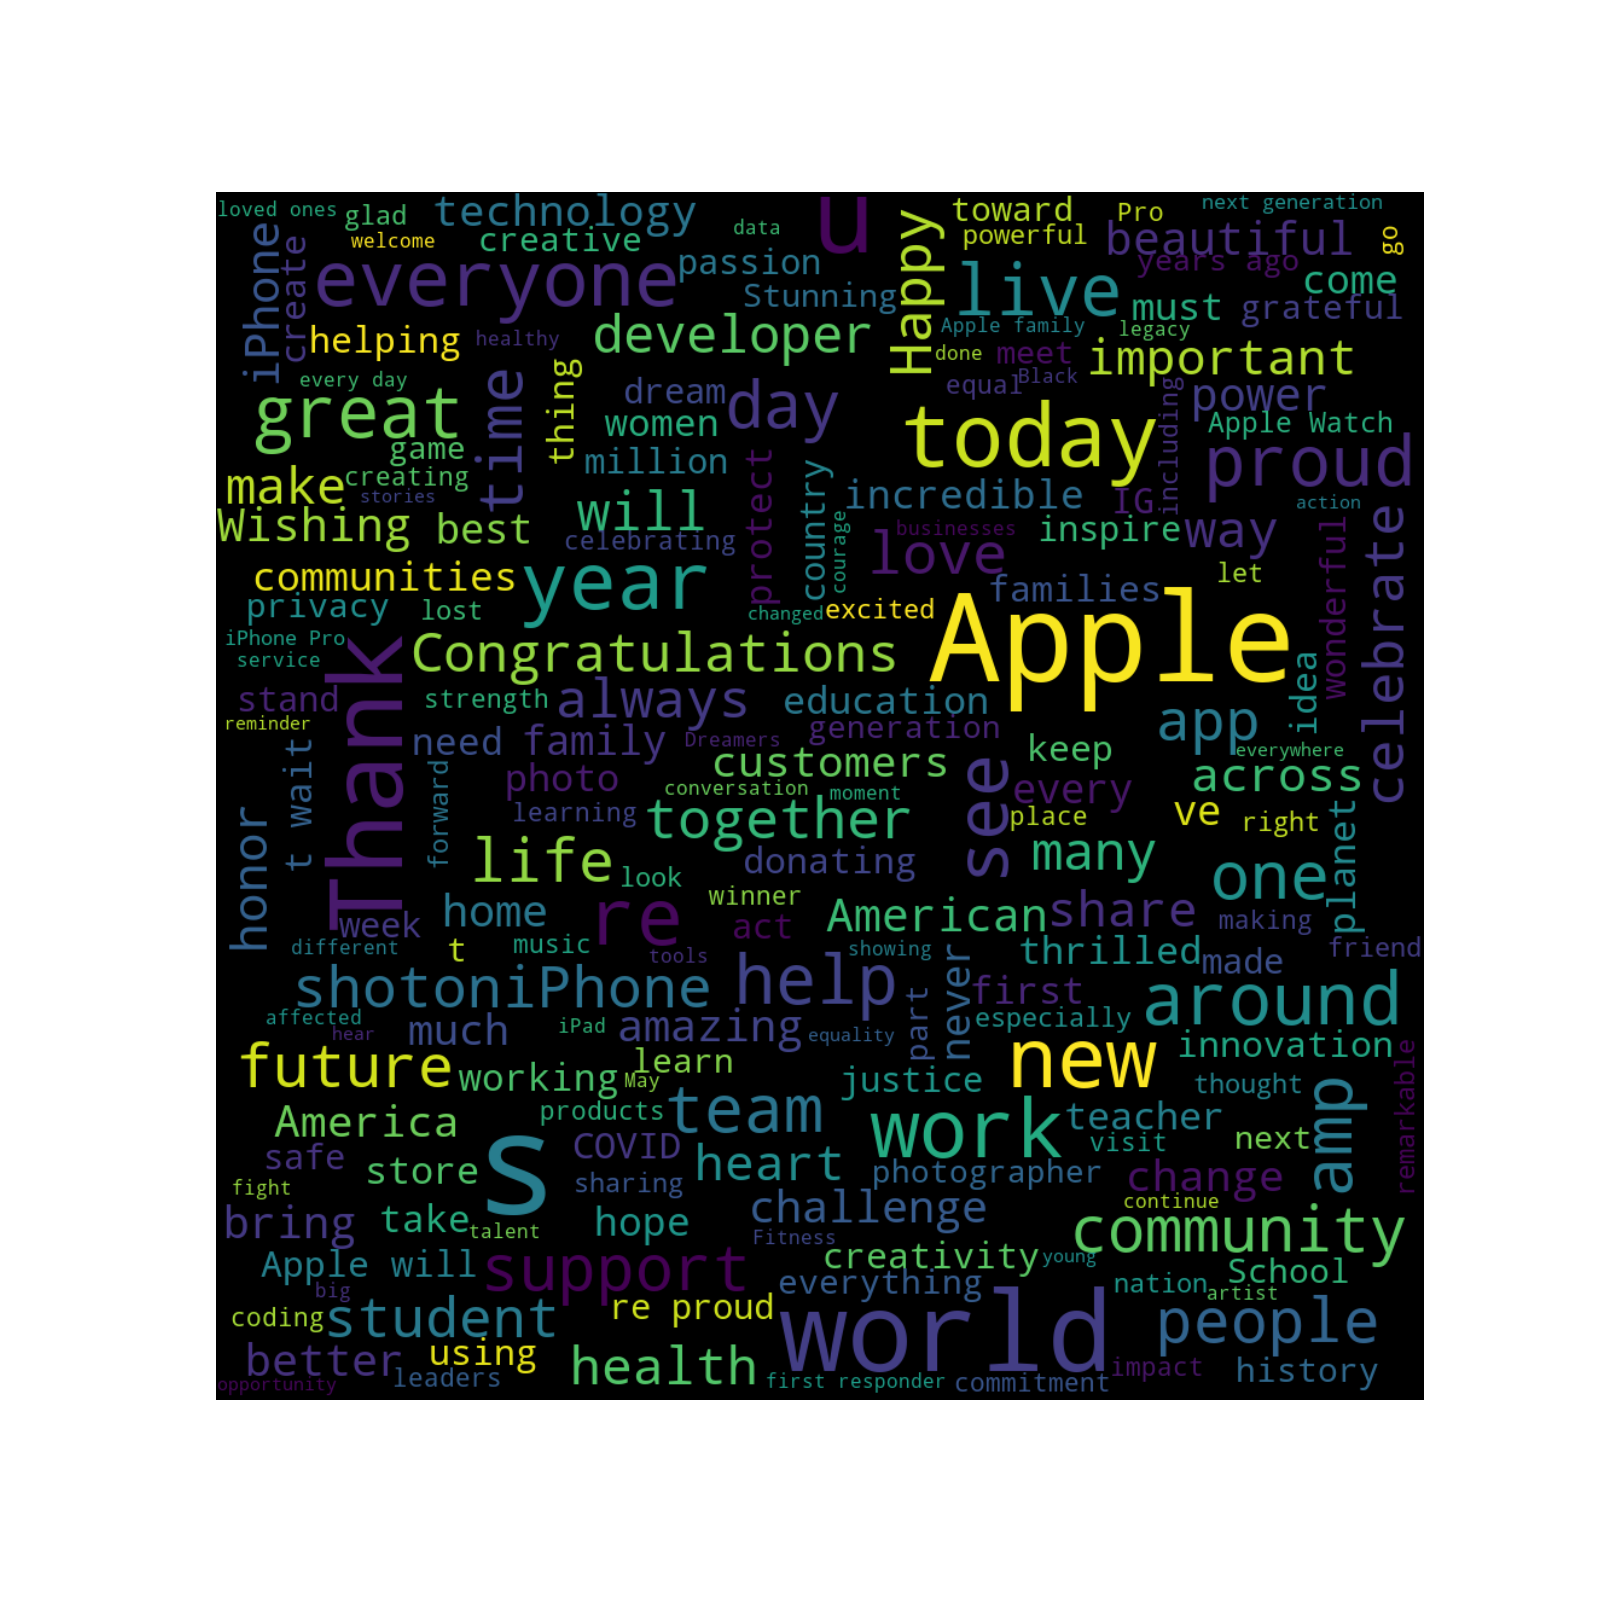 loved ones
glad
technology
u
toward
Pro
next generation
welcome
creative
data
powerful
beautiful
go
iPhone
create
everyone
passion
Happy
live
years ago
come
Stunning
must
grateful
helping
healthy
developer
Apple family
legacy
done
meet
important
every day
time
thing
dream
day
equal
Black
including
power
great
women
today
Apple Watch
game
million
proud
make
creating
stories
protect
country
incredible
IG
action
Wishing
best
will
celebrating
courage
businesses
love
inspire
way
wonderful
celebrate
communities
year
families
let
privacy
lost
changed
excited
Apple
iPhone Pro
service
Thank
Congratulations
idea
stand
strength
always
education
reminder
generation
app
t wait
need
family
Dreamers
keep
everywhere
forward
photo
customers
see
across
conversation
moment
every
honor
learning
together
place
ve
right
planet
life
look
donating
many
one
winner
week
home
re
act
American
share
making
different
t
music
tools
showing
never
thrilled
made
friend
shotoniPhone
help
part
first
around
affected
hear
much
iPad
amazing
equality
especially
future
working
learn
May
justice
new
innovation
remarkable
America
products
team
thought
amp
safe
s
COVID
work
teacher
visit
next
store
heart
photographer
change
fight
sharing
continue
bring
take
talent
hope
challenge
Fitness
community
Apple will
support
creativity
young
School
big
everything
nation
artist
coding
student
re proud
world
people
better
using
health
impact
history
opportunity
leaders
first responder
commitment